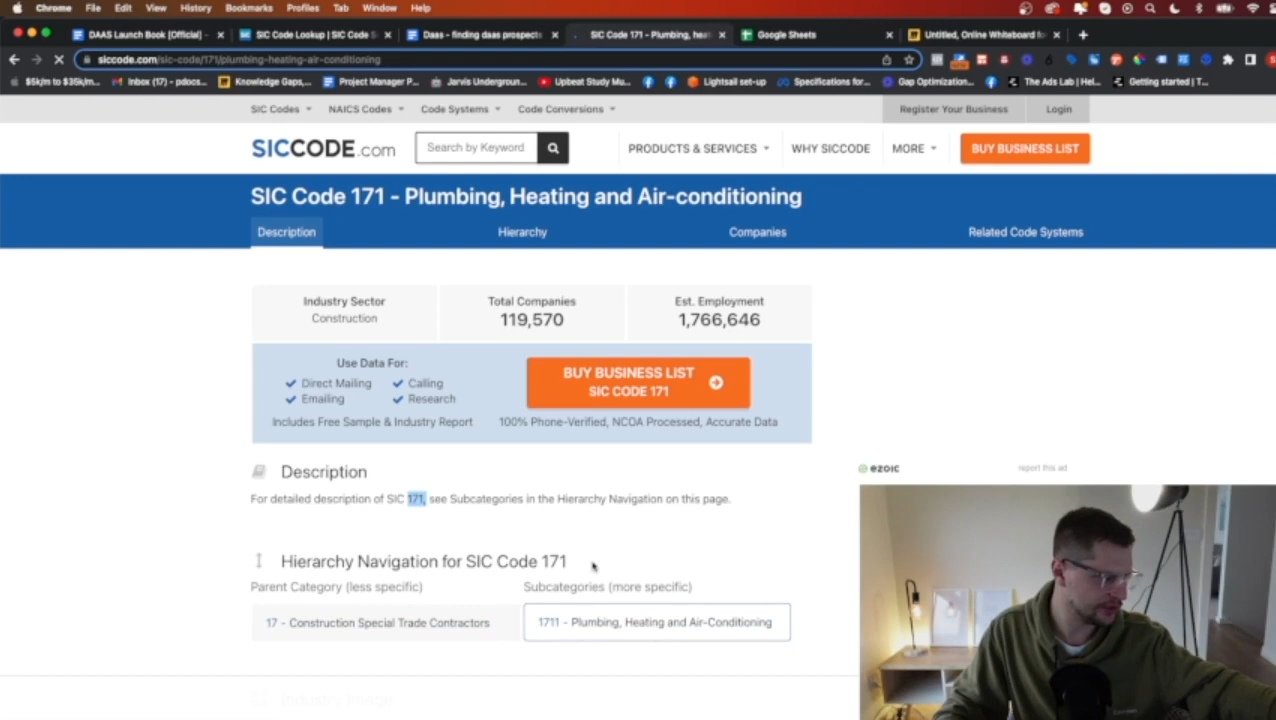 Chrome File Edit View History Bookmarks Profiles Tab Window Help
DAAS Launch Book [Official] - SIC Code Lookup | SIC Code S Daas - finding daas prospects SIC Code 171 - Plumbing, hea Google Sheets Untitled, Online Whiteboard fo
siccode.com/sic-code/171/plumbing-heating-air-conditioning
$5k/m to $35k/m... Inbox (17) - pdocs... Knowledge Gaps,... Project Manager P... Jarvis Undergroun... Upbeat Study Mu... Lightsail set-up Specifications for... Gap Optimization... The Ads Lab | Hel... Getting started | T...
SIC Codes NAICS Codes Code Systems Code Conversions Register Your Business Login
SICCODE.com Search by Keyword PRODUCTS & SERVICES WHY SICCODE MORE BUY BUSINESS LIST
SIC Code 171 - Plumbing, Heating and Air-conditioning
Description Hierarchy Companies Related Code Systems
Industry Sector Total Companies Est. Employment
Construction 119,570 1,766,646
Use Data For:
Direct Mailing Calling
Emailing Research
Includes Free Sample & Industry Report
BUY BUSINESS LIST
SIC CODE 171
100% Phone-Verified, NCOA Processed, Accurate Data
Description
For detailed description of SIC 171, see Subcategories in the Hierarchy Navigation on this page.
ezoic report this ad
Hierarchy Navigation for SIC Code 171
Parent Category (less specific) Subcategories (more specific)
17 - Construction Special Trade Contractors 1711 - Plumbing, Heating and Air-Conditioning
Industry Image